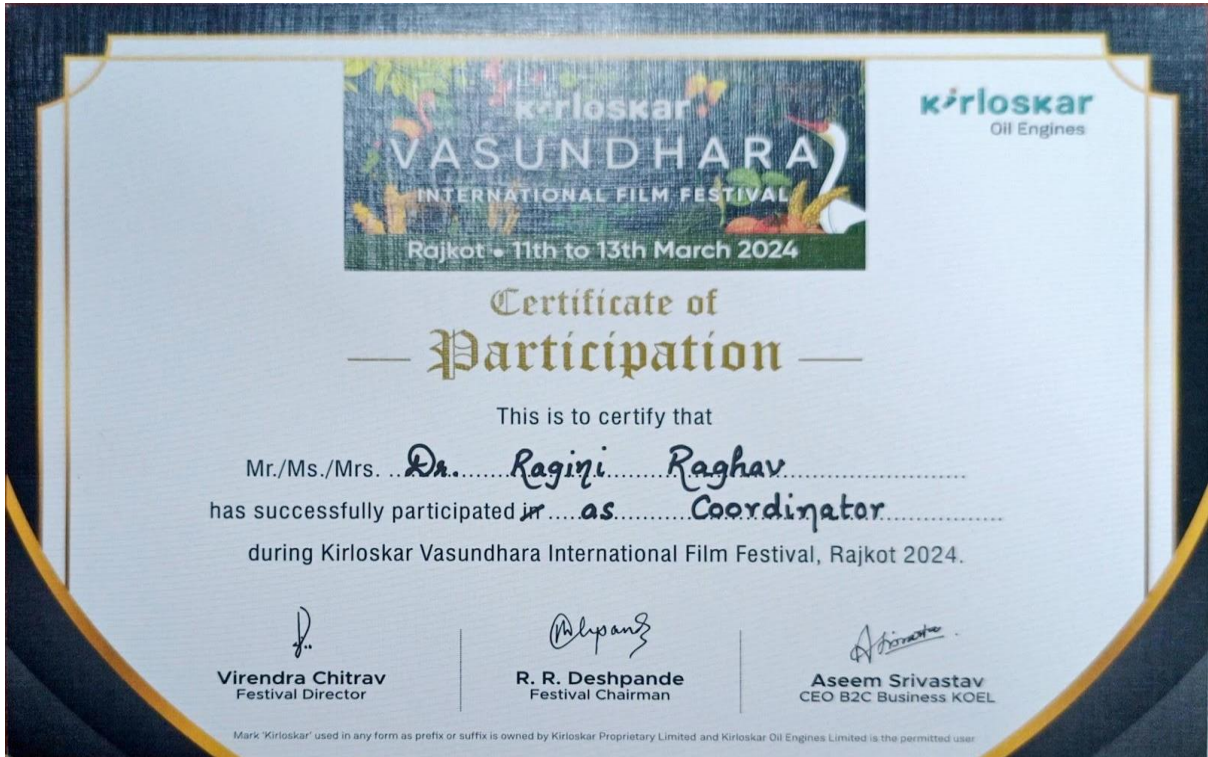 Kirloskar
VASUNDHARA
INTERNATIONAL FILM FESTIVAL
Rajkot • 11th to 13th March 2024
Kirloskar
Oil Engines
Certificate of
Participation
This is to certify that
Mr./Ms./Mrs. Dr. Ragini Raghav
has successfully participated in as Coordinator
during Kirloskar Vasundhara International Film Festival, Rajkot 2024.
Virendra Chitrav
Festival Director
R. R. Deshpande
Festival Chairman
Aseem Srivastav
CEO B2C Business KOEL
Mark 'Kirloskar' used in any form as prefix or suffix is owned by Kirloskar Proprietary Limited and Kirloskar Oil Engines Limited is the permitted user